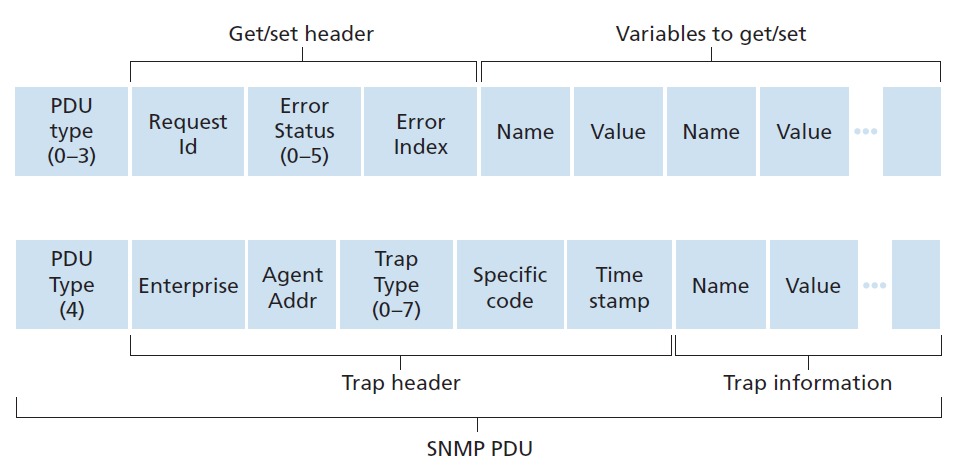 Get/set header
Variables to get/set
PDU
type
(0–3)
Request
Id
Error
Status
(0–5)
Error
Index
Name
Value
Name
Value
PDU
Type
(4)
Enterprise
Agent
Addr
Trap
Type
(0–7)
Specific
code
Time
stamp
Name
Value
Trap header
Trap information
SNMP PDU